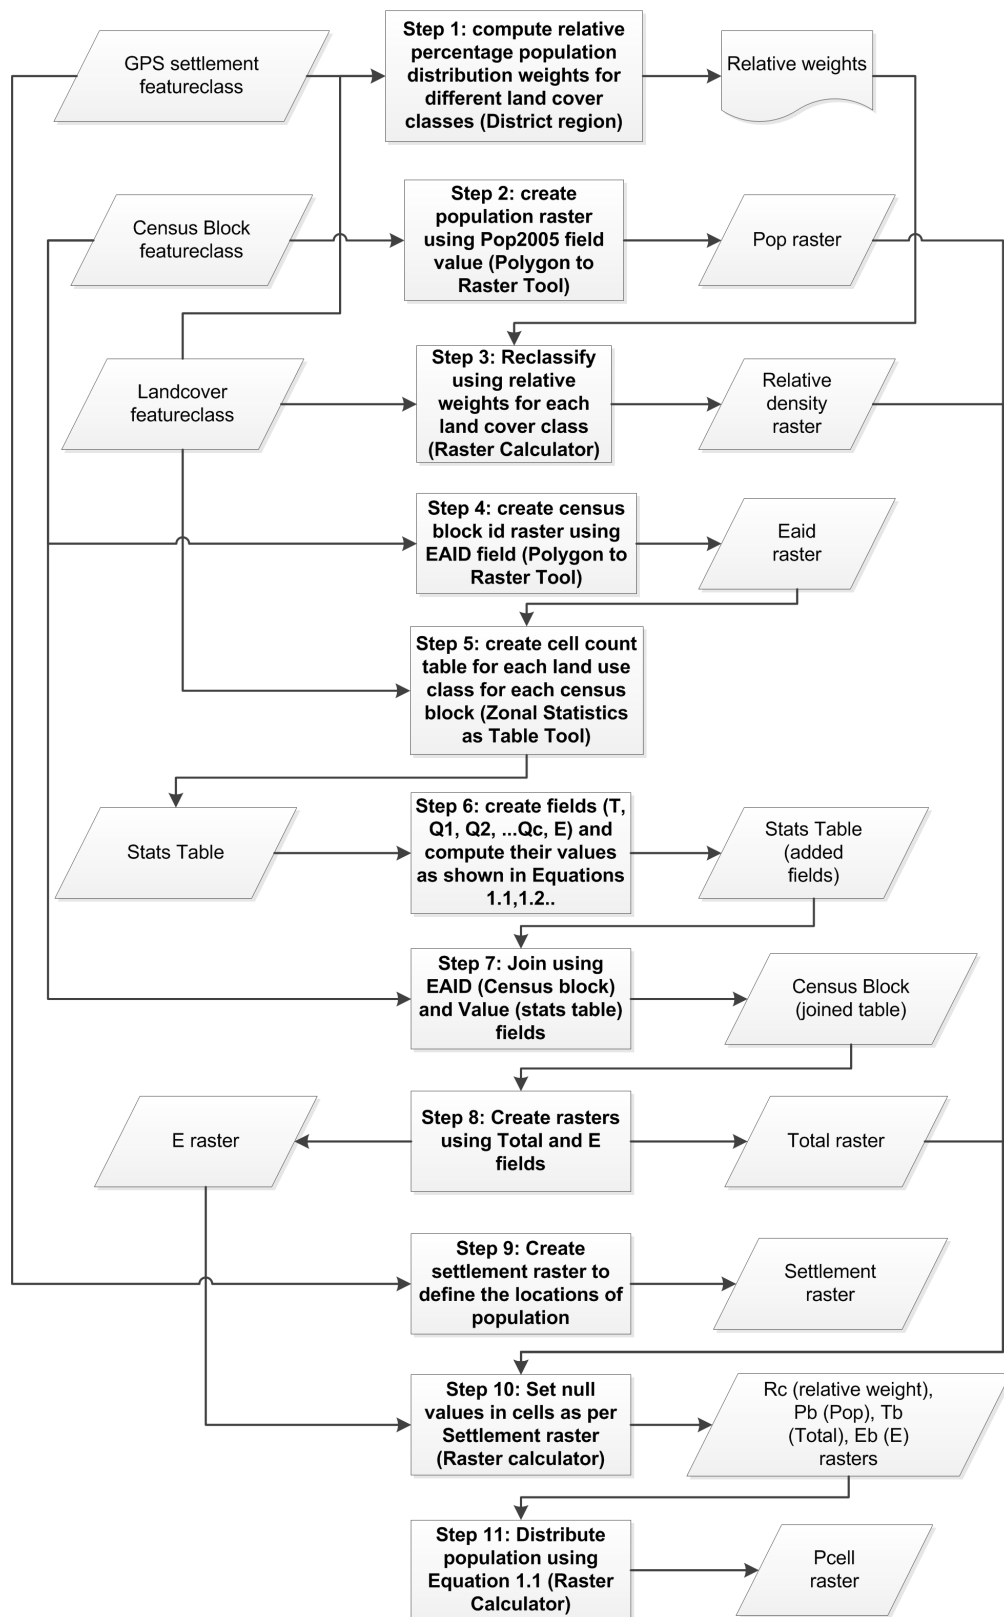 GPS settlement
featureclass
Step 1: compute relative
percentage population
distribution weights for
different land cover
classes (District region)
Relative weights
Census Block
featureclass
Step 2: create
population raster
using Pop2005 field
value (Polygon to
Raster Tool)
Pop raster
Landcover
featureclass
Step 3: Reclassify
using relative
weights for each
land cover class
(Raster Calculator)
Relative
density
raster
Step 4: create census
block id raster using
EAID field (Polygon to
Raster Tool)
Eaid
raster
Step 5: create cell count
table for each land use
class for each census
block (Zonal Statistics
as Table Tool)
Stats Table
Step 6: create fields (T,
Q1, Q2, ...Qc, E) and
compute their values
as shown in Equations
1.1,1.2..
Stats Table
(added
fields)
Step 7: Join using
EAID (Census block)
and Value (stats table)
fields
Census Block
(joined table)
E raster
Step 8: Create rasters
using Total and E
fields
Total raster
Step 9: Create
settlement raster to
define the locations of
population
Settlement
raster
Step 10: Set null
values in cells as per
Settlement raster
(Raster calculator)
Rc (relative weight),
Pb (Pop), Tb
(Total), Eb (E)
rasters
Step 11: Distribute
population using
Equation 1.1 (Raster
Calculator)
Pcell
raster